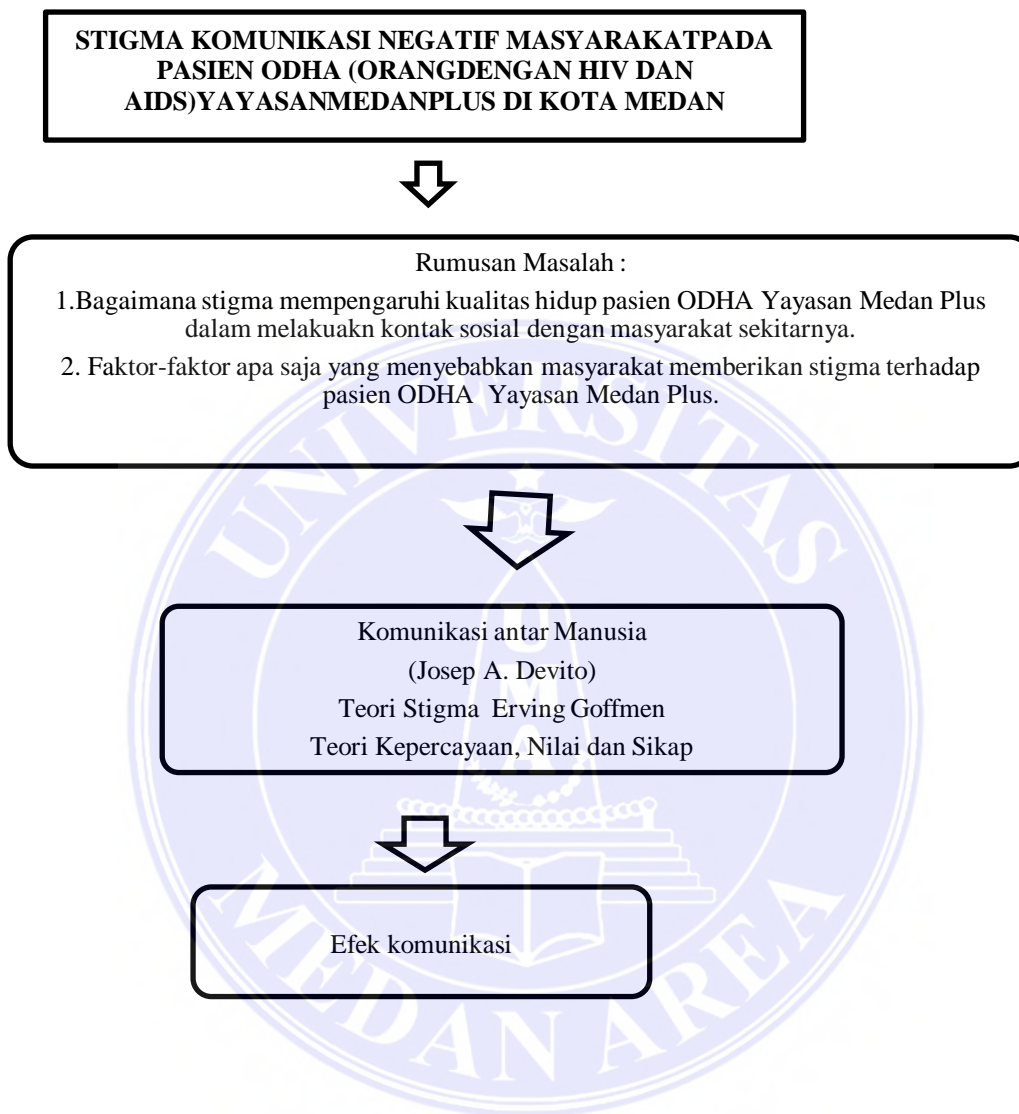 STIGMA KOMUNIKASI NEGATIF MASYARAKATPADA
PASIEN ODHA (ORANGDENGAN HIV DAN
AIDS)YAYASANMEDANPLUS DI KOTA MEDAN
Rumusan Masalah :
1.Bagaimana stigma mempengaruhi kualitas hidup pasien ODHA Yayasan Medan Plus
dalam melakuakn kontak sosial dengan masyarakat sekitarnya.
2. Faktor-faktor apa saja yang menyebabkan masyarakat memberikan stigma terhadap
pasien ODHA Yayasan Medan Plus.
Komunikasi antar Manusia
(Josep A. Devito)
Teori Stigma Erving Goffmen
Teori Kepercayaan, Nilai dan Sikap
Efek komunikasi
UNIVERSITAS
UMA
MEDAN AREA